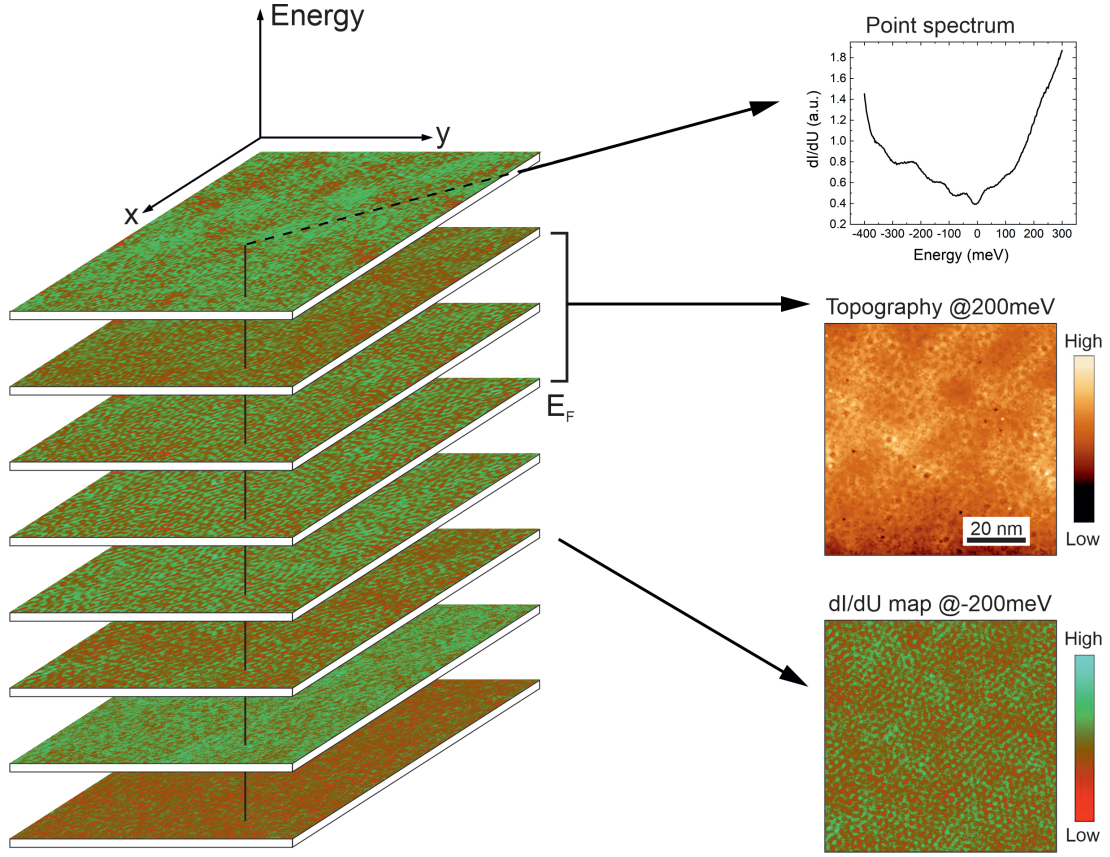 Energy
y
x
E_F
Point spectrum
dI/dU (a.u.)
1.8
1.6
1.4
1.2
1.0
0.8
0.6
0.4
0.2
-400 -300 -200 -100 0 100 200 300
Energy (meV)
Topography @200meV
High
Low
20 nm
dI/dU map @-200meV
High
Low